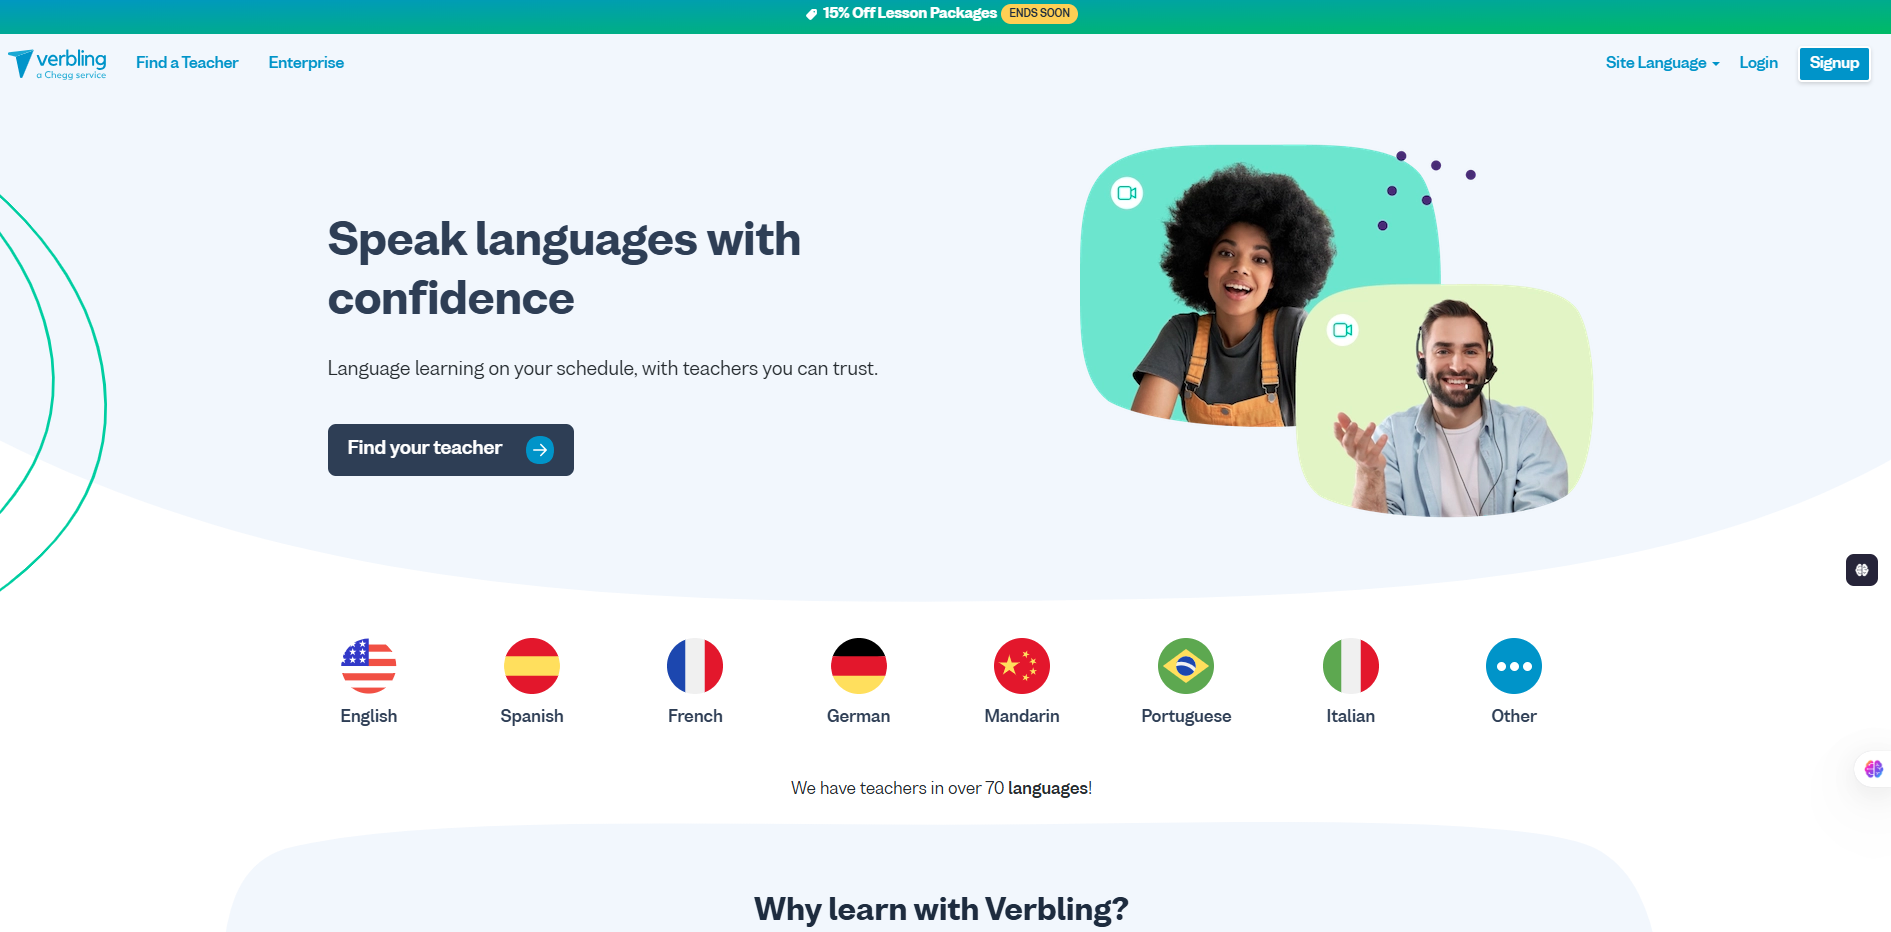 15% Off Lesson Packages ENDS SOON
verbling
a Chegg service
Find a Teacher
Enterprise
Site Language
Login
Signup
Speak languages with
confidence
Language learning on your schedule, with teachers you can trust.
Find your teacher
English
Spanish
French
German
Mandarin
Portuguese
Italian
Other
We have teachers in over 70 languages!
Why learn with Verbling?